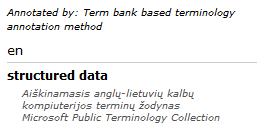 Annotated by: Term bank based terminology
annotation method
en
structured data
Aiškinamasis anglų-lietuvių kalbų
kompiuterijos terminų žodynas
Microsoft Public Terminology Collection